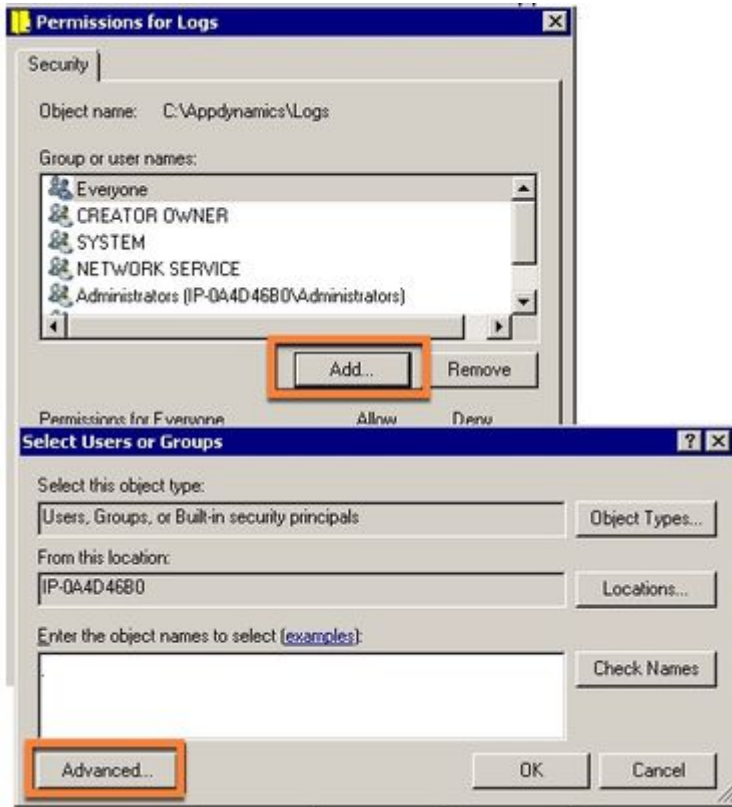 Permissions for Logs
Security
Object name: C:\Appdynamics\Logs
Group or user names:
Everyone
CREATOR OWNER
SYSTEM
NETWORK SERVICE
Administrators (IP-0A4D46B0\Administrators)
Add... Remove
Permissions for Everyone Allow Deny
Select Users or Groups
Select this object type:
Users, Groups, or Built-in security principals Object Types...
From this location:
IP-0A4D46B0 Locations...
Enter the object names to select (examples):
Check Names
Advanced... OK Cancel